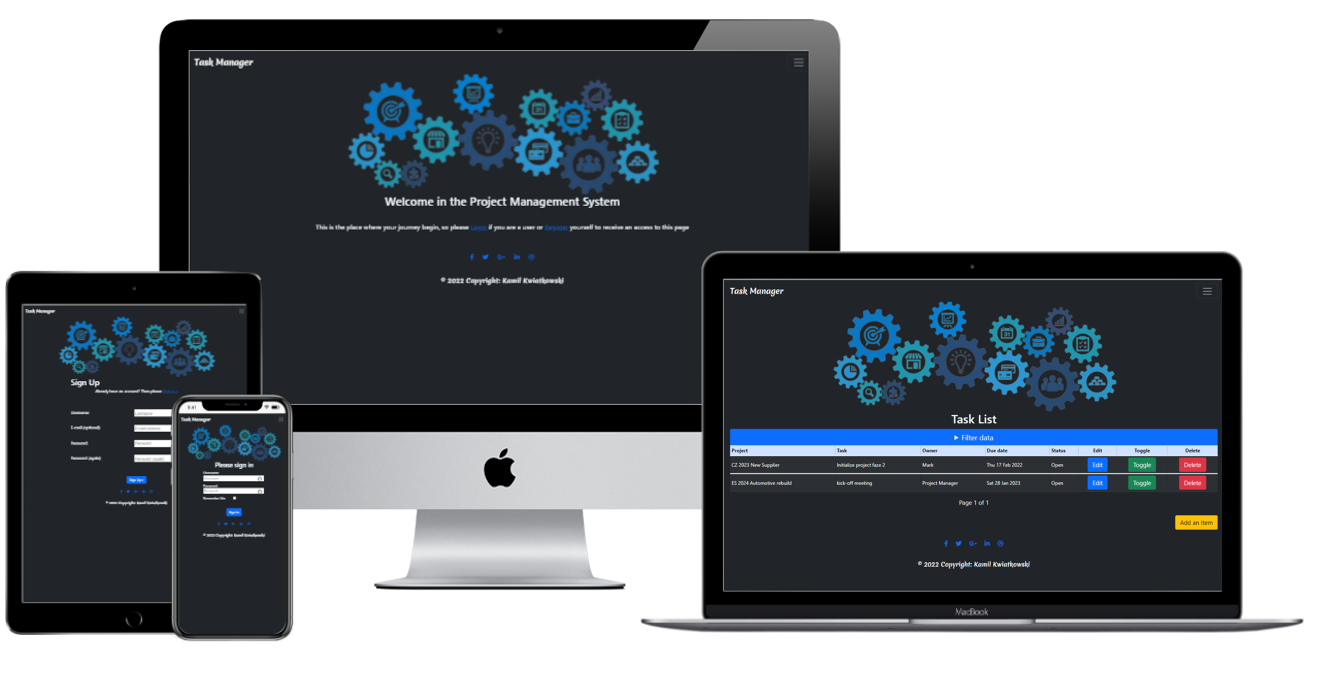 Task Manager
Welcome in the Project Management System
This is the place where your journey begin, so please Login if you are a user or yourself to receive an access to this page
© 2022 Copyright: Kamil Kwiatkowski
Task Manager
Sign Up
Already have an account? Then please
Username:
E-mail (optional):
E-mail address
Password:
Password
Password (again):
Password (again)
Sign Up
© 2022 Copyright: Kamil Kwiatkowski
9:41
Task Manager
Please sign in
Username:
Password:
Remember Me:
Sign In
© 2022 Copyright: Kamil Kwiatkowski
Task Manager
31
Task List
► Filter data
Project Task Owner Due date Status Edit Toggle Delete
CZ 2023 New Supplier Initialize project faze 2 Mark Thu 17 Feb 2022 Open Edit Toggle Delete
ES 2024 Automotive rebuild kick-off meeting Project Manager Sat 28 Jan 2023 Open Edit Toggle Delete
Page 1 of 1
Add an Item
© 2022 Copyright: Kamil Kwiatkowski
MacBook